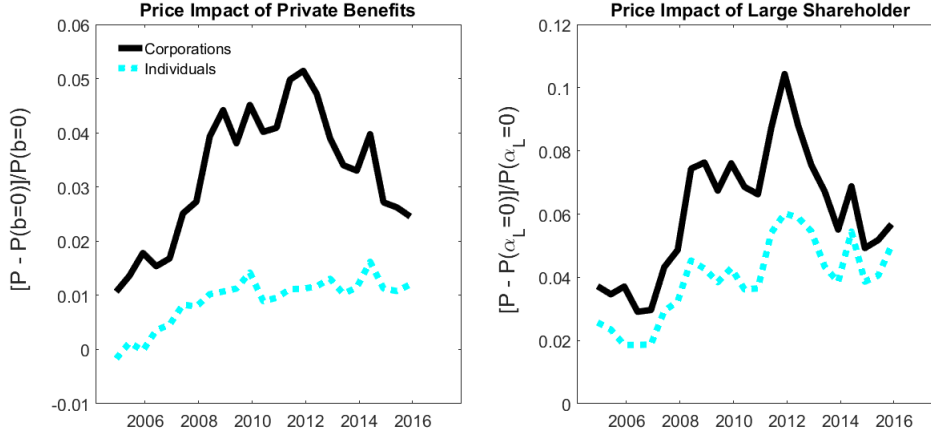 Price Impact of Private Benefits
[P - P(b=0)]/P(b=0)
0.06
0.05
0.04
0.03
0.02
0.01
0
-0.01
Corporations
Individuals
2006 2008 2010 2012 2014 2016
Price Impact of Large Shareholder
[P - P(α_L=0)]/P(α_L=0)
0.12
0.1
0.08
0.06
0.04
0.02
0
2006 2008 2010 2012 2014 2016